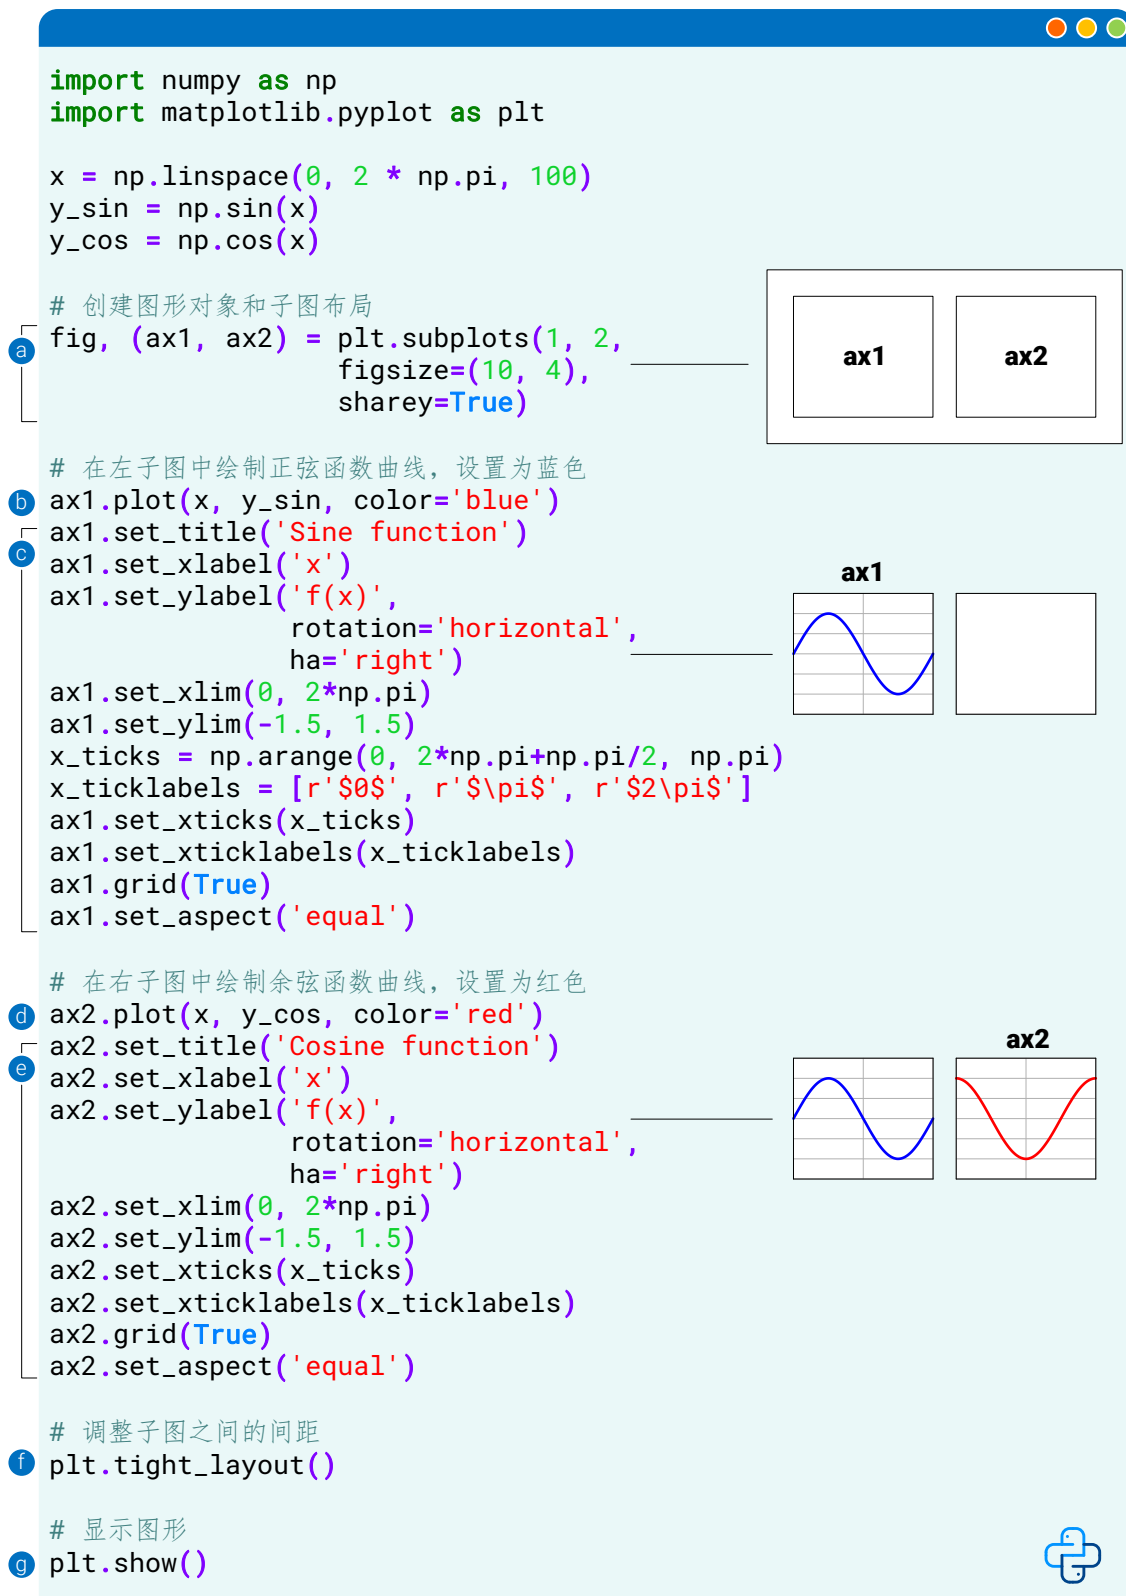 import numpy as np
import matplotlib.pyplot as plt
x = np.linspace(0, 2 * np.pi, 100)
y_sin = np.sin(x)
y_cos = np.cos(x)
# 创建图形对象和子图布局
a
fig, (ax1, ax2) = plt.subplots(1, 2,
figsize=(10, 4),
sharey=True)
ax1
ax2
# 在左子图中绘制正弦函数曲线，设置为蓝色
b
ax1.plot(x, y_sin, color='blue')
c
ax1.set_title('Sine function')
ax1.set_xlabel('x')
ax1.set_ylabel('f(x)',
rotation='horizontal',
ha='right')
ax1
ax1.set_xlim(0, 2*np.pi)
ax1.set_ylim(-1.5, 1.5)
x_ticks = np.arange(0, 2*np.pi+np.pi/2, np.pi)
x_ticklabels = [r'$0$', r'$\pi$', r'$2\pi$']
ax1.set_xticks(x_ticks)
ax1.set_xticklabels(x_ticklabels)
ax1.grid(True)
ax1.set_aspect('equal')
# 在右子图中绘制余弦函数曲线，设置为红色
d
ax2.plot(x, y_cos, color='red')
e
ax2.set_title('Cosine function')
ax2.set_xlabel('x')
ax2.set_ylabel('f(x)',
rotation='horizontal',
ha='right')
ax2
ax2.set_xlim(0, 2*np.pi)
ax2.set_ylim(-1.5, 1.5)
ax2.set_xticks(x_ticks)
ax2.set_xticklabels(x_ticklabels)
ax2.grid(True)
ax2.set_aspect('equal')
# 调整子图之间的间距
f
plt.tight_layout()
# 显示图形
g
plt.show()